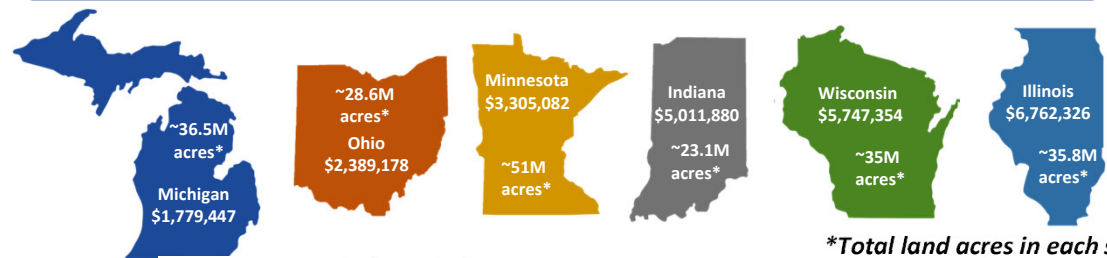 ~36.5M
acres*
Michigan
$1,779,447
~28.6M
acres*
Ohio
$2,389,178
Minnesota
$3,305,082
~51M
acres*
Indiana
$5,011,880
~23.1M
acres*
Wisconsin
$5,747,354
~35M
acres*
Illinois
$6,762,326
~35.8M
acres*
*Total land acres in each